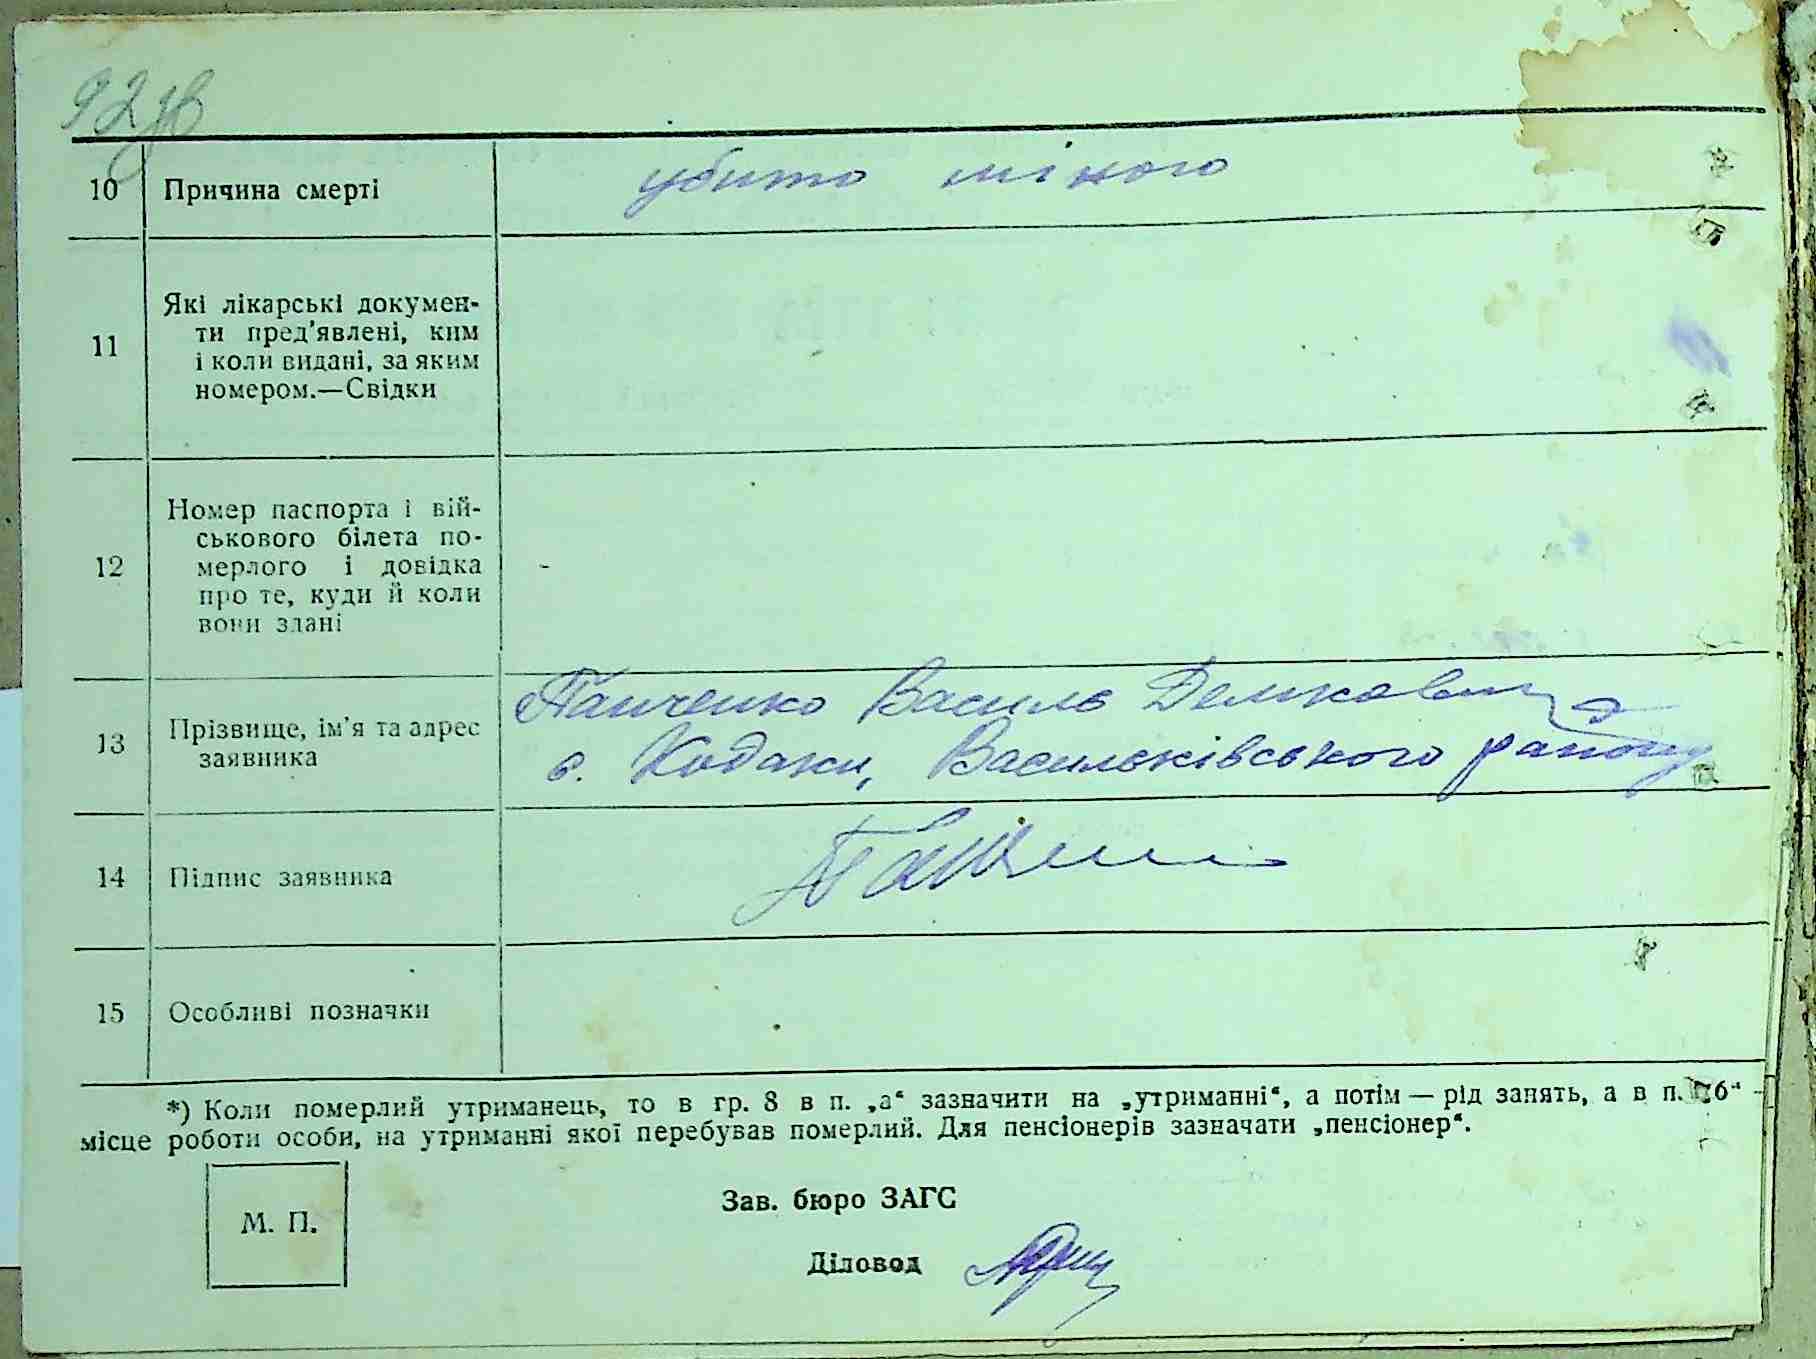 92зв
10 Причина смерті убито міною
11 Які лікарські докумен-
ти пред'явлені, ким
і коли видані, за яким
номером.—Свідки
12 Номер паспорта і вій-
ськового білета по-
мерлого і довідка
про те, куди й коли
вони здані -
13 Прізвище, ім'я та адрес
заявника
Панченко Василь Демкович
с. Кодаки, Васильківського району
14 Підпис заявника
15 Особливі позначки
*) Коли померлий утриманець, то в гр. 8 в п. „а“ зазначити на „утриманні“, а потім — рід занять, а в п. „б“ —
місце роботи особи, на утриманні якої перебував померлий. Для пенсіонерів зазначати „пенсіонер“.
М. П.
Зав. бюро ЗАГС
Діловод